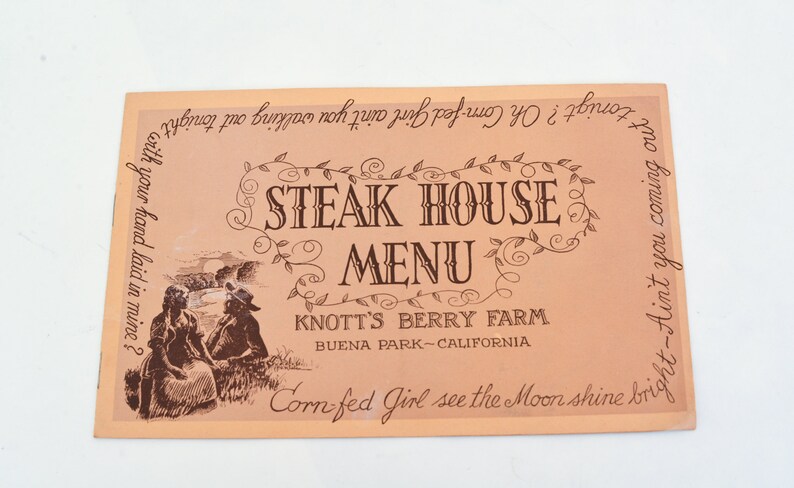 STEAK HOUSE
MENU
KNOTT'S BERRY FARM
BUENA PARK~CALIFORNIA
Corn-fed Girl see the Moon shine bright-Ain't you coming out tonigt? Oh Corn-fed Girl ain't you walking out tonight with your hand laid in mine?